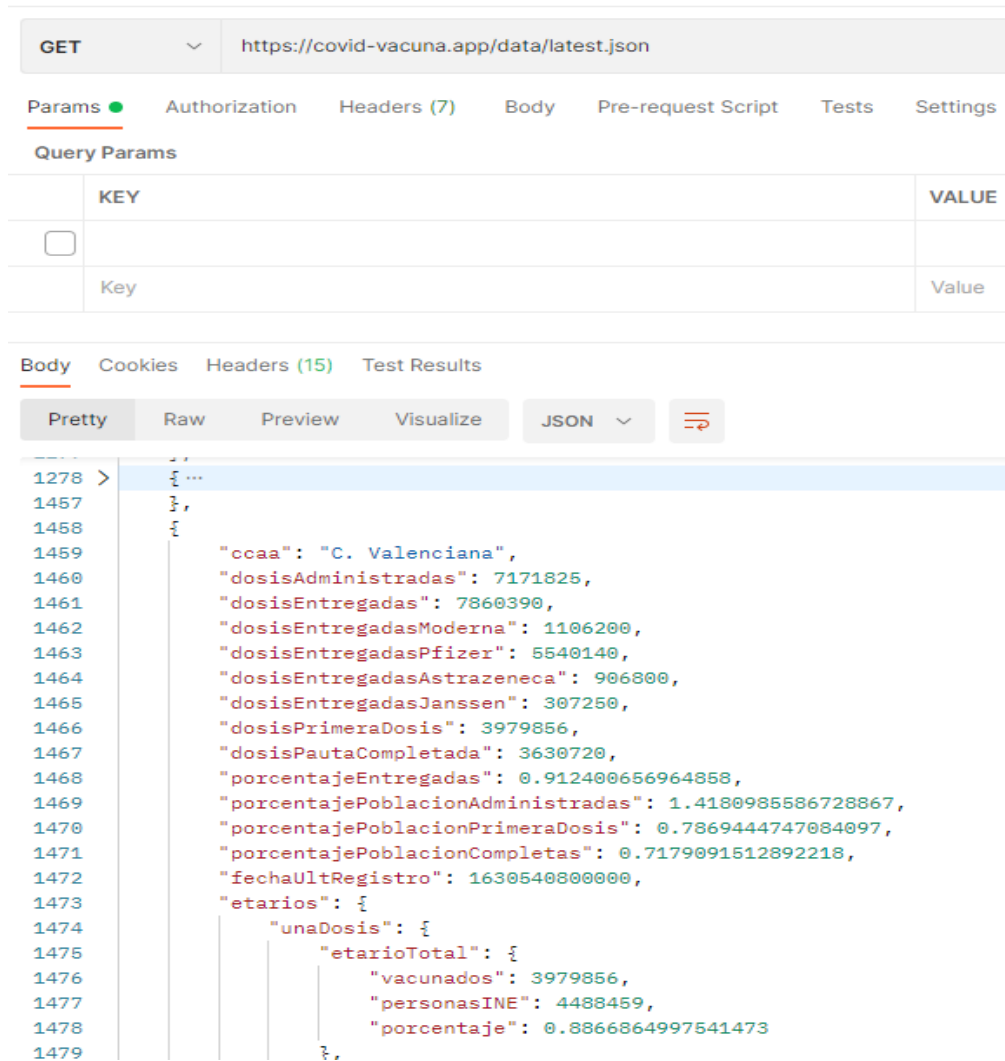 GET https://covid-vacuna.app/data/latest.json
Params Authorization Headers (7) Body Pre-request Script Tests Settings
Query Params
KEY VALUE
Key Value
Body Cookies Headers (15) Test Results
Pretty Raw Preview Visualize JSON
1278 > { ...
1457 },
1458 {
1459 "ccaa": "C. Valenciana",
1460 "dosisAdministradas": 7171825,
1461 "dosisEntregadas": 7860390,
1462 "dosisEntregadasModerna": 1106200,
1463 "dosisEntregadasPfizer": 5540140,
1464 "dosisEntregadasAstrazeneca": 906800,
1465 "dosisEntregadasJanssen": 307250,
1466 "dosisPrimeraDosis": 3979856,
1467 "dosisPautaCompletada": 3630720,
1468 "porcentajeEntregadas": 0.912400656964858,
1469 "porcentajePoblacionAdministradas": 1.4180985586728867,
1470 "porcentajePoblacionPrimeraDosis": 0.7869444747084097,
1471 "porcentajePoblacionCompletas": 0.7179091512892218,
1472 "fechaUltRegistro": 1630540800000,
1473 "etarios": {
1474 "unaDosis": {
1475 "etarioTotal": {
1476 "vacunados": 3979856,
1477 "personasINE": 4488459,
1478 "porcentaje": 0.8866864997541473
1479 },